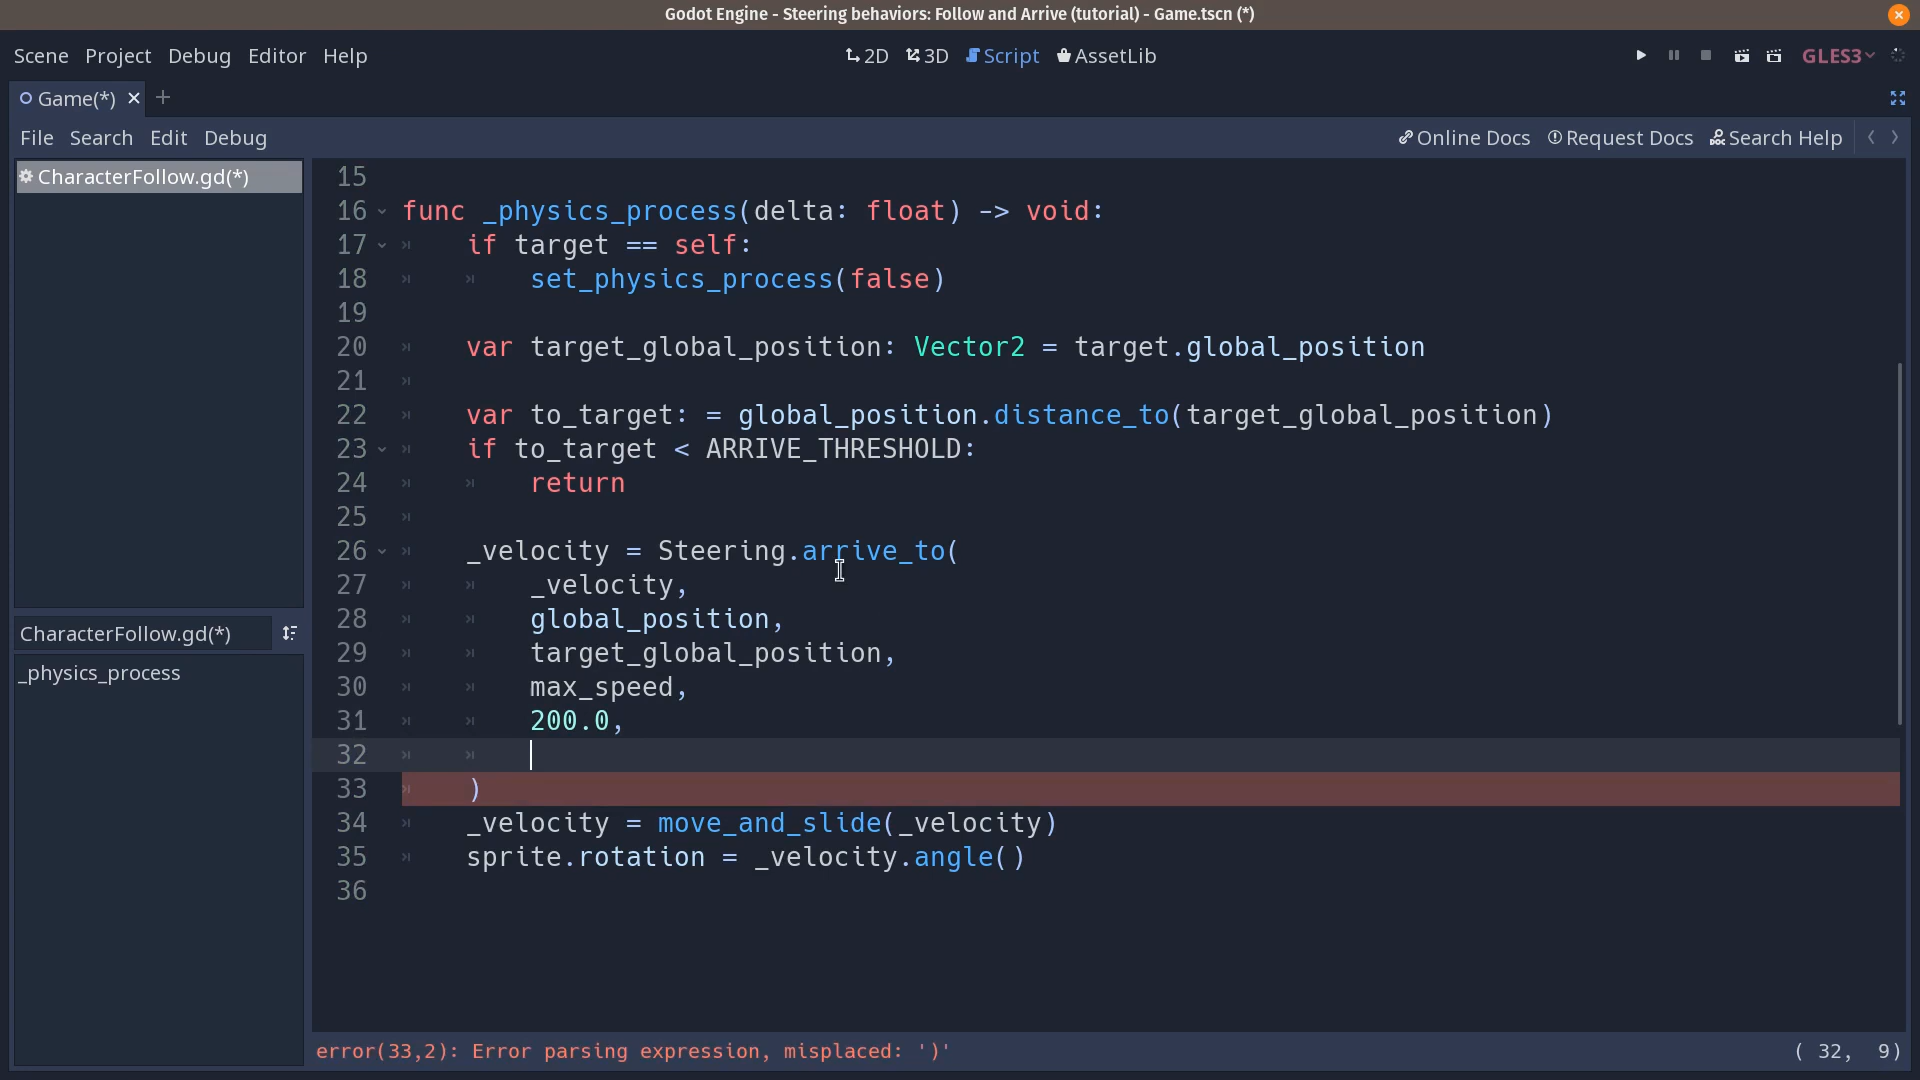 Godot Engine - Steering behaviors: Follow and Arrive (tutorial) - Game.tscn (*)
Scene Project Debug Editor Help 2D 3D Script AssetLib GLES3
Game(*)
File Search Edit Debug Online Docs Request Docs Search Help
CharacterFollow.gd(*)
CharacterFollow.gd(*)
_physics_process
15
16 func _physics_process(delta: float) -> void:
17 if target == self:
18 set_physics_process(false)
19
20 var target_global_position: Vector2 = target.global_position
21
22 var to_target: = global_position.distance_to(target_global_position)
23 if to_target < ARRIVE_THRESHOLD:
24 return
25
26 _velocity = Steering.arrive_to(
27 _velocity,
28 global_position,
29 target_global_position,
30 max_speed,
31 200.0,
32
33 )
34 _velocity = move_and_slide(_velocity)
35 sprite.rotation = _velocity.angle()
36
error(33,2): Error parsing expression, misplaced: ')' ( 32, 9)